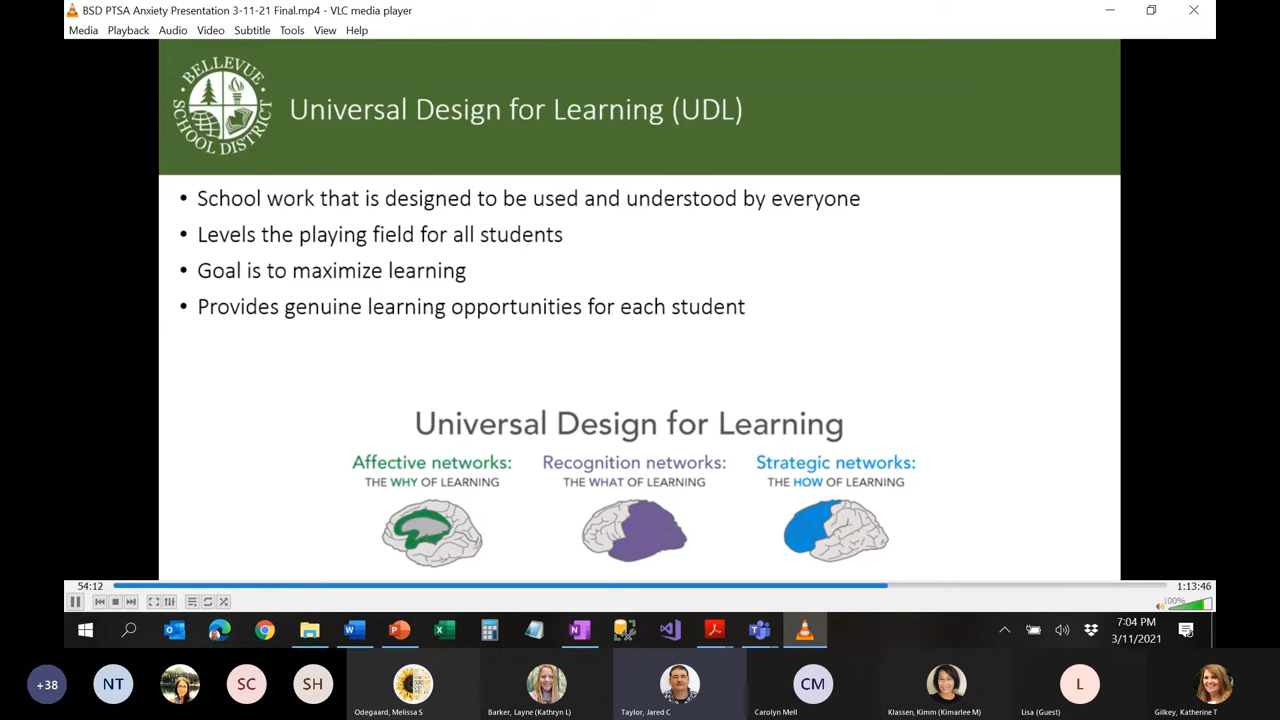 BSD PTSA Anxiety Presentation 3-11-21 Final.mp4 - VLC media player
Media Playback Audio Video Subtitle Tools View Help
BELLEVUE SCHOOL DISTRICT
Universal Design for Learning (UDL)
• School work that is designed to be used and understood by everyone
• Levels the playing field for all students
• Goal is to maximize learning
• Provides genuine learning opportunities for each student
Universal Design for Learning
Affective networks: Recognition networks: Strategic networks:
THE WHY OF LEARNING THE WHAT OF LEARNING THE HOW OF LEARNING
54:12 1:13:46
100%
7:04 PM
3/11/2021
+38 NT SC SH CM L
Odegaard, Melissa S Barker, Layne (Kathryn L) Taylor, Jared C Carolyn Mell Klassen, Kimm (Kimarlee M) Lisa (Guest) Gilkey, Katherine T